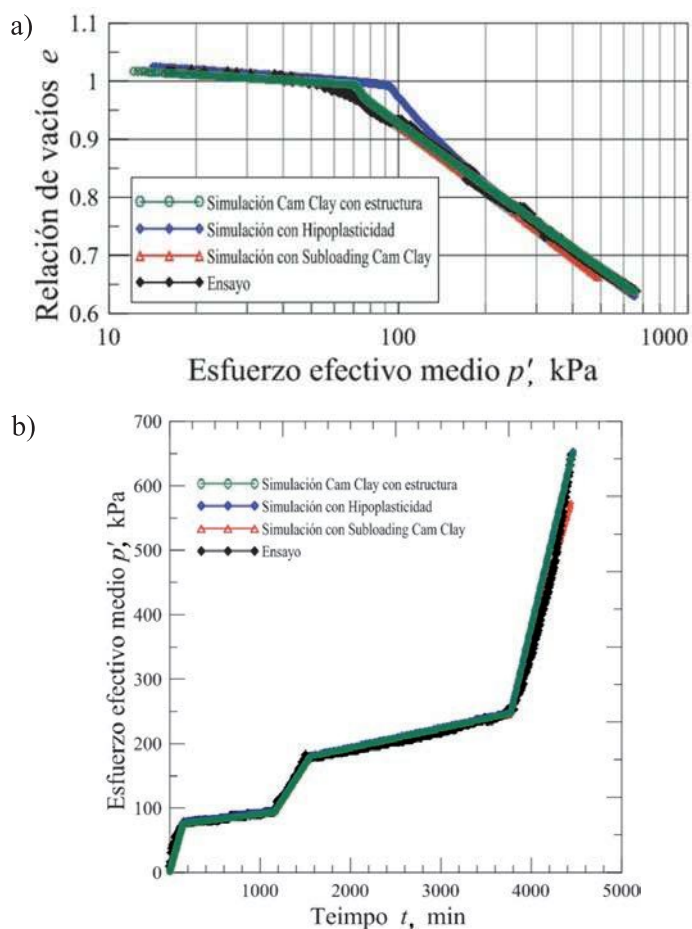 a)
1.1
1
0.9
0.8
0.7
0.6
Relación de vacíos e
Simulación Cam Clay con estructura
Simulación con Hipoplasticidad
Simulación con Subloading Cam Clay
Ensayo
10
100
1000
Esfuerzo efectivo medio p′, kPa
b)
700
600
500
400
300
200
100
0
Esfuerzo efectivo medio p′, kPa
Simulación Cam Clay con estructura
Simulación con Hipoplasticidad
Simulación con Subloading Cam Clay
Ensayo
1000
2000
3000
4000
5000
Teimpo t, min